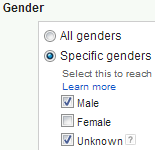 Gender
All genders
Specific genders
Select this to reach
Learn more
Male
Female
Unknown ?